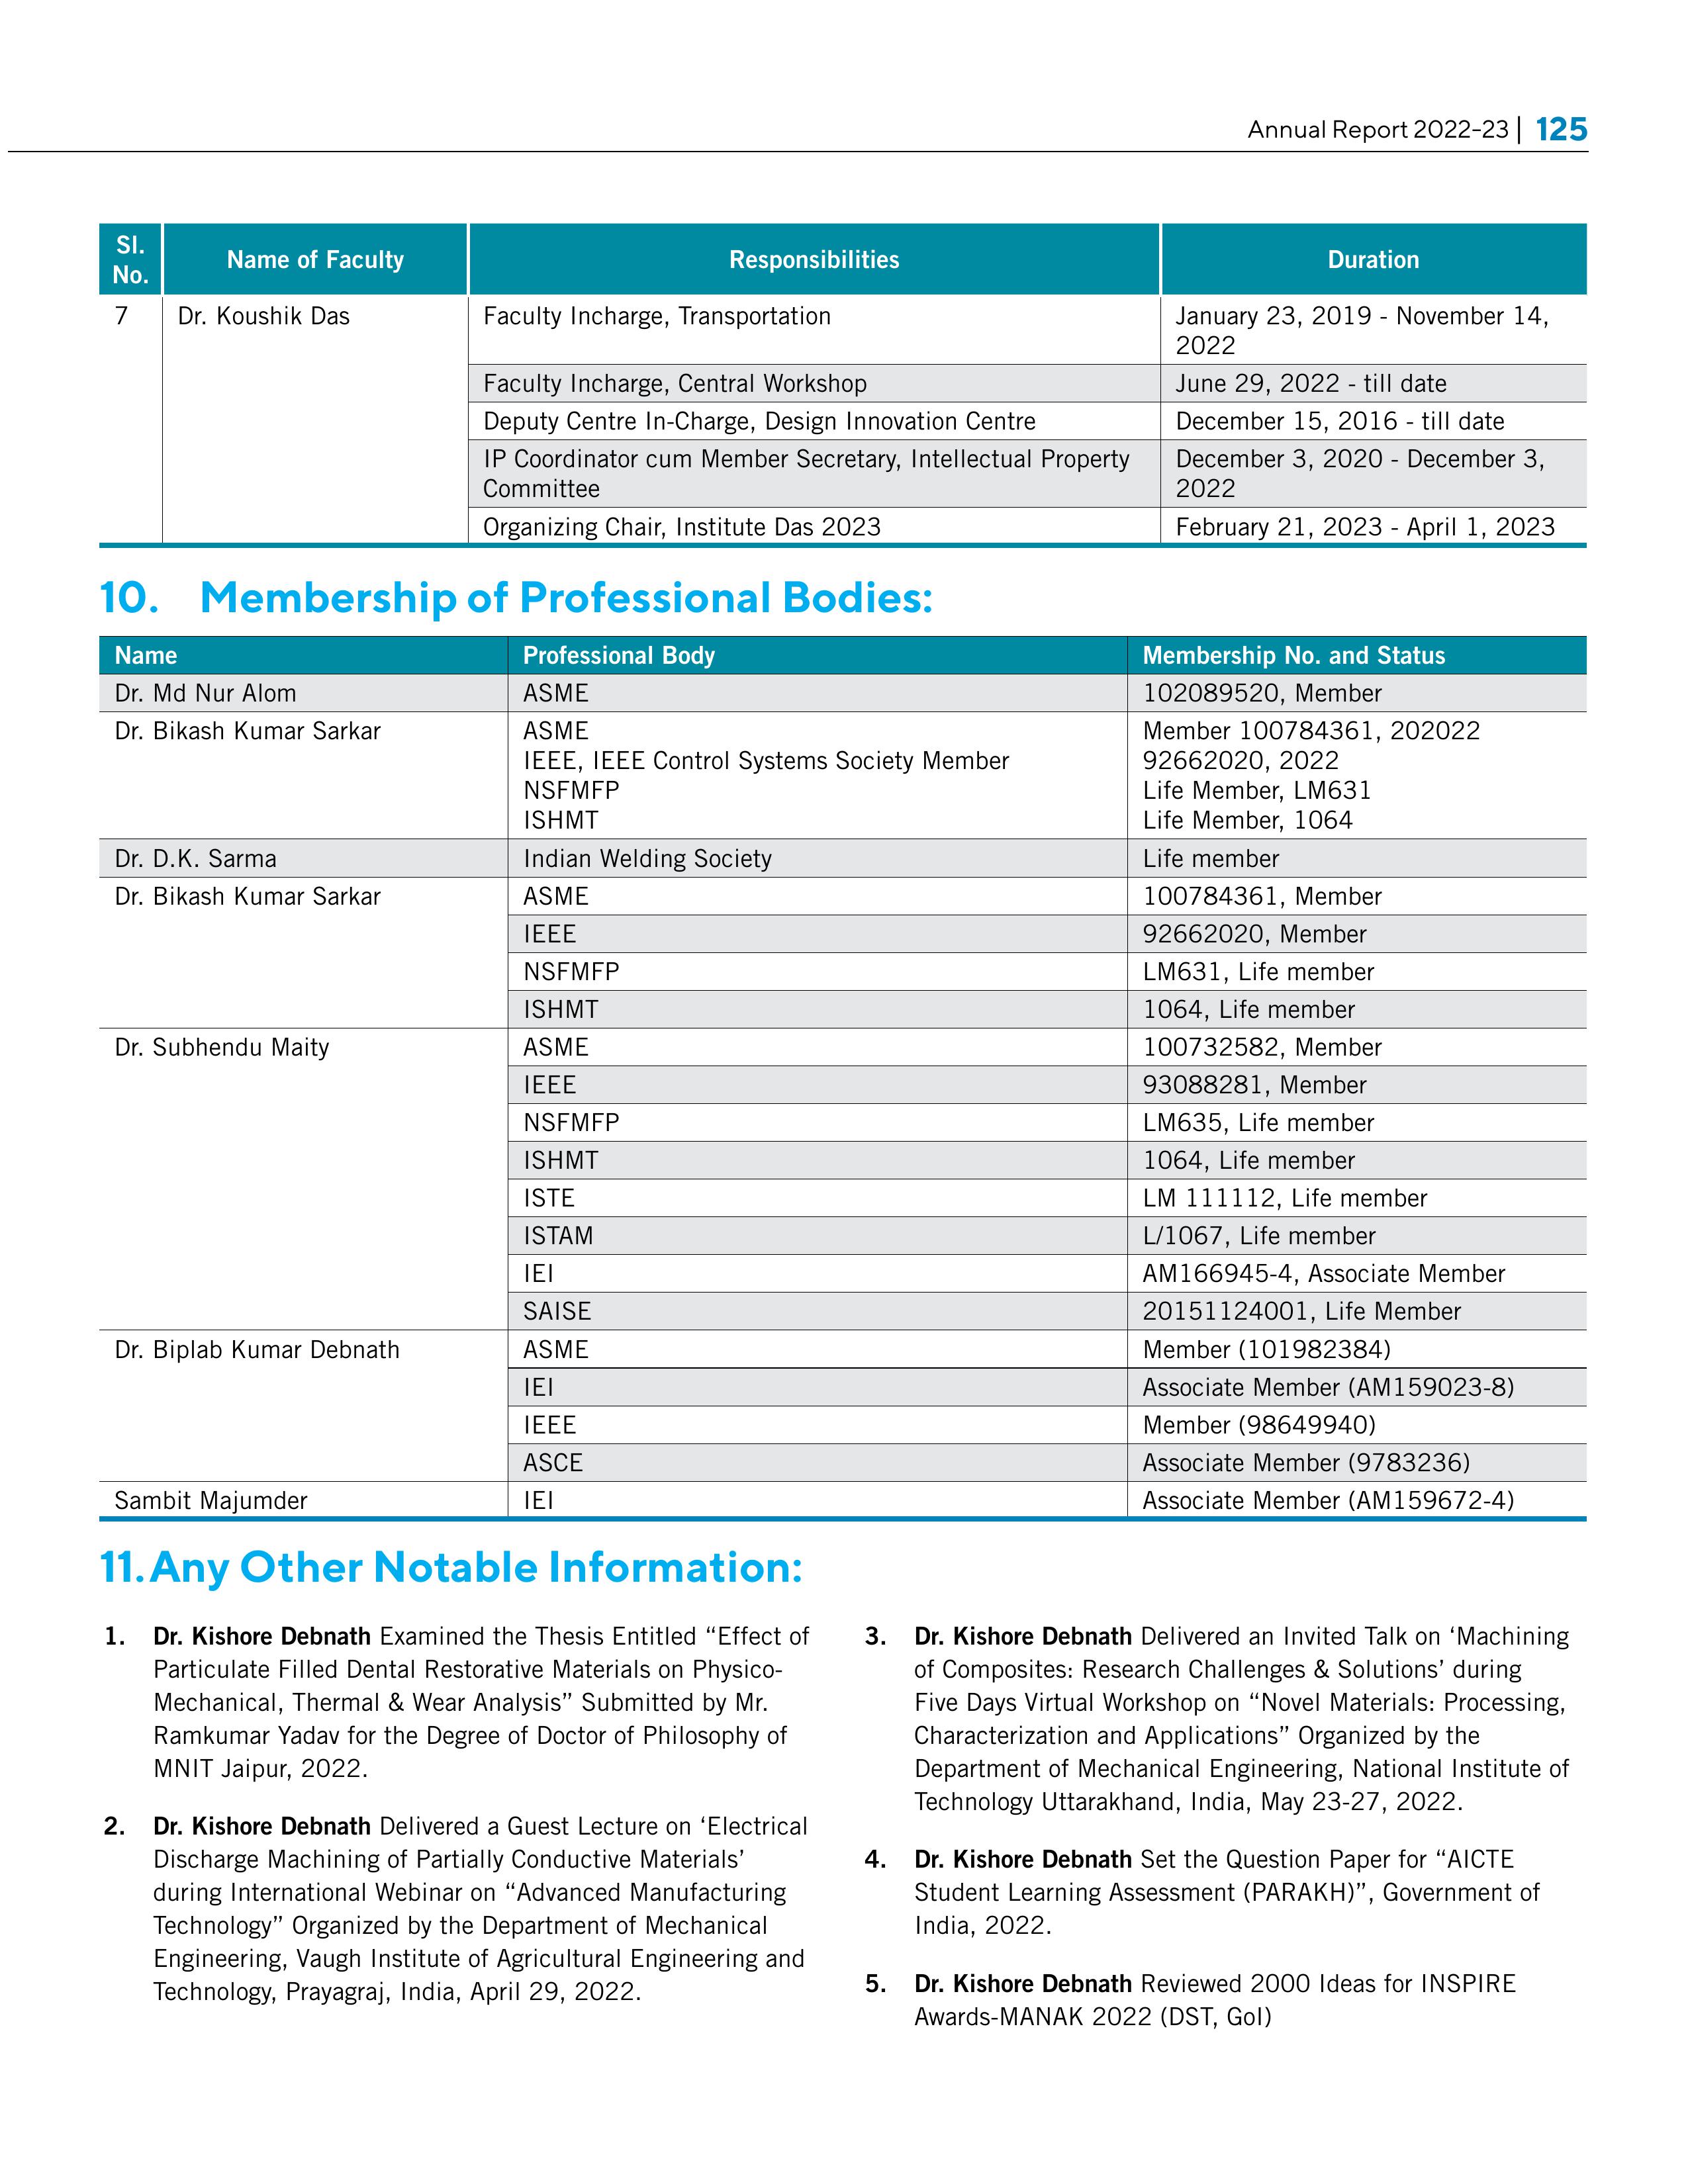 Annual Report 2022-23 | 125
Sl. No. Name of Faculty Responsibilities Duration
7 Dr. Koushik Das Faculty Incharge, Transportation January 23, 2019 - November 14,
2022
Faculty Incharge, Central Workshop June 29, 2022 - till date
Deputy Centre In-Charge, Design Innovation Centre December 15, 2016 - till date
IP Coordinator cum Member Secretary, Intellectual Property December 3, 2020 - December 3,
Committee 2022
Organizing Chair, Institute Das 2023 February 21, 2023 - April 1, 2023
10. Membership of Professional Bodies:
Name Professional Body Membership No. and Status
Dr. Md Nur Alom ASME 102089520, Member
Dr. Bikash Kumar Sarkar ASME Member 100784361, 202022
IEEE, IEEE Control Systems Society Member 92662020, 2022
NSFMFP Life Member, LM631
ISHMT Life Member, 1064
Dr. D.K. Sarma Indian Welding Society Life member
Dr. Bikash Kumar Sarkar ASME 100784361, Member
IEEE 92662020, Member
NSFMFP LM631, Life member
ISHMT 1064, Life member
Dr. Subhendu Maity ASME 100732582, Member
IEEE 93088281, Member
NSFMFP LM635, Life member
ISHMT 1064, Life member
ISTE LM 111112, Life member
ISTAM L/1067, Life member
IEI AM166945-4, Associate Member
SAISE 20151124001, Life Member
Dr. Biplab Kumar Debnath ASME Member (101982384)
IEI Associate Member (AM159023-8)
IEEE Member (98649940)
ASCE Associate Member (9783236)
Sambit Majumder IEI Associate Member (AM159672-4)
11. Any Other Notable Information:
1. Dr. Kishore Debnath Examined the Thesis Entitled “Effect of
Particulate Filled Dental Restorative Materials on Physico-
Mechanical, Thermal & Wear Analysis” Submitted by Mr.
Ramkumar Yadav for the Degree of Doctor of Philosophy of
MNIT Jaipur, 2022.
2. Dr. Kishore Debnath Delivered a Guest Lecture on ‘Electrical
Discharge Machining of Partially Conductive Materials’
during International Webinar on “Advanced Manufacturing
Technology” Organized by the Department of Mechanical
Engineering, Vaugh Institute of Agricultural Engineering and
Technology, Prayagraj, India, April 29, 2022.
3. Dr. Kishore Debnath Delivered an Invited Talk on ‘Machining
of Composites: Research Challenges & Solutions’ during
Five Days Virtual Workshop on “Novel Materials: Processing,
Characterization and Applications” Organized by the
Department of Mechanical Engineering, National Institute of
Technology Uttarakhand, India, May 23-27, 2022.
4. Dr. Kishore Debnath Set the Question Paper for “AICTE
Student Learning Assessment (PARAKH)”, Government of
India, 2022.
5. Dr. Kishore Debnath Reviewed 2000 Ideas for INSPIRE
Awards-MANAK 2022 (DST, GoI)